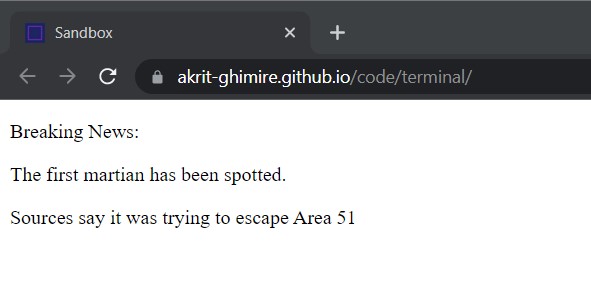 Sandbox
akrit-ghimire.github.io/code/terminal/
Breaking News:
The first martian has been spotted.
Sources say it was trying to escape Area 51